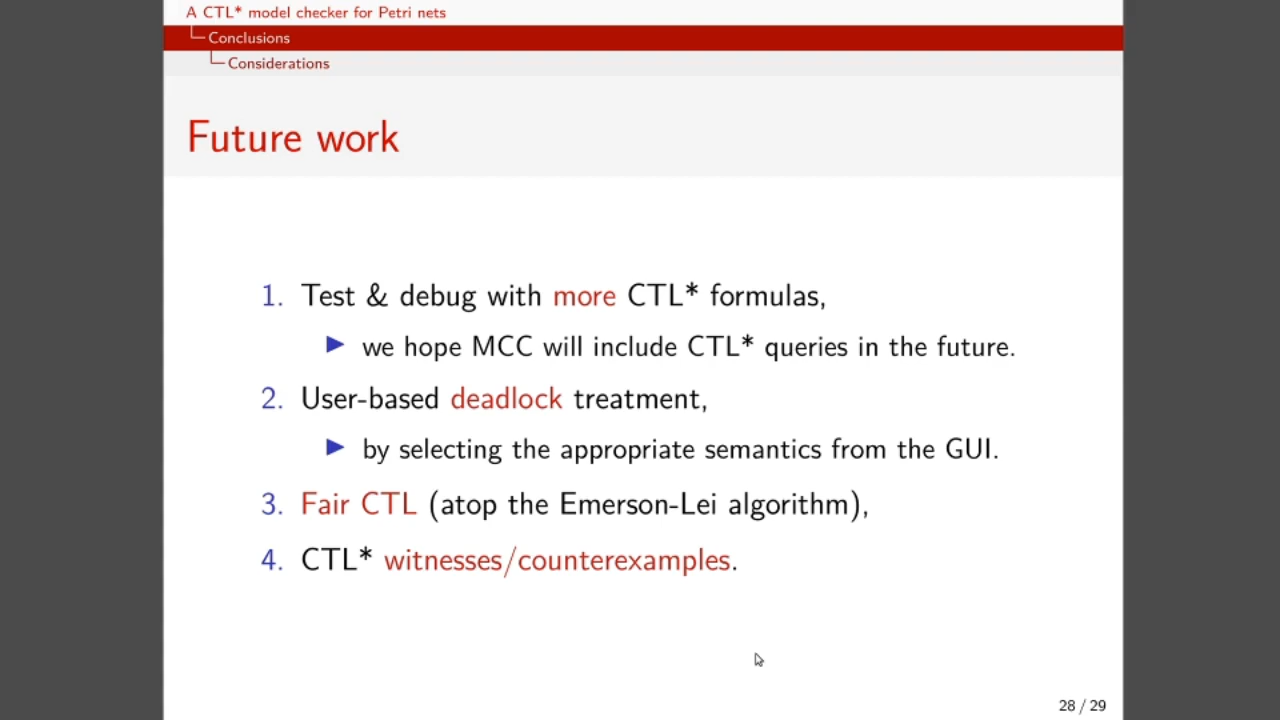 A CTL* model checker for Petri nets
Conclusions
Considerations
Future work
1. Test & debug with more CTL* formulas,
▶ we hope MCC will include CTL* queries in the future.
2. User-based deadlock treatment,
▶ by selecting the appropriate semantics from the GUI.
3. Fair CTL (atop the Emerson-Lei algorithm),
4. CTL* witnesses/counterexamples.
28 / 29